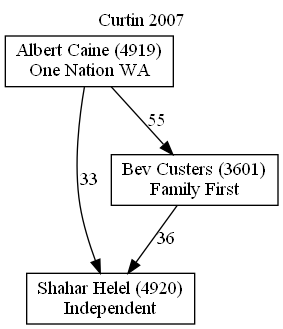 Curtin 2007
Albert Caine (4919)
One Nation WA
55
Bev Custers (3601)
Family First
33
36
Shahar Helel (4920)
Independent